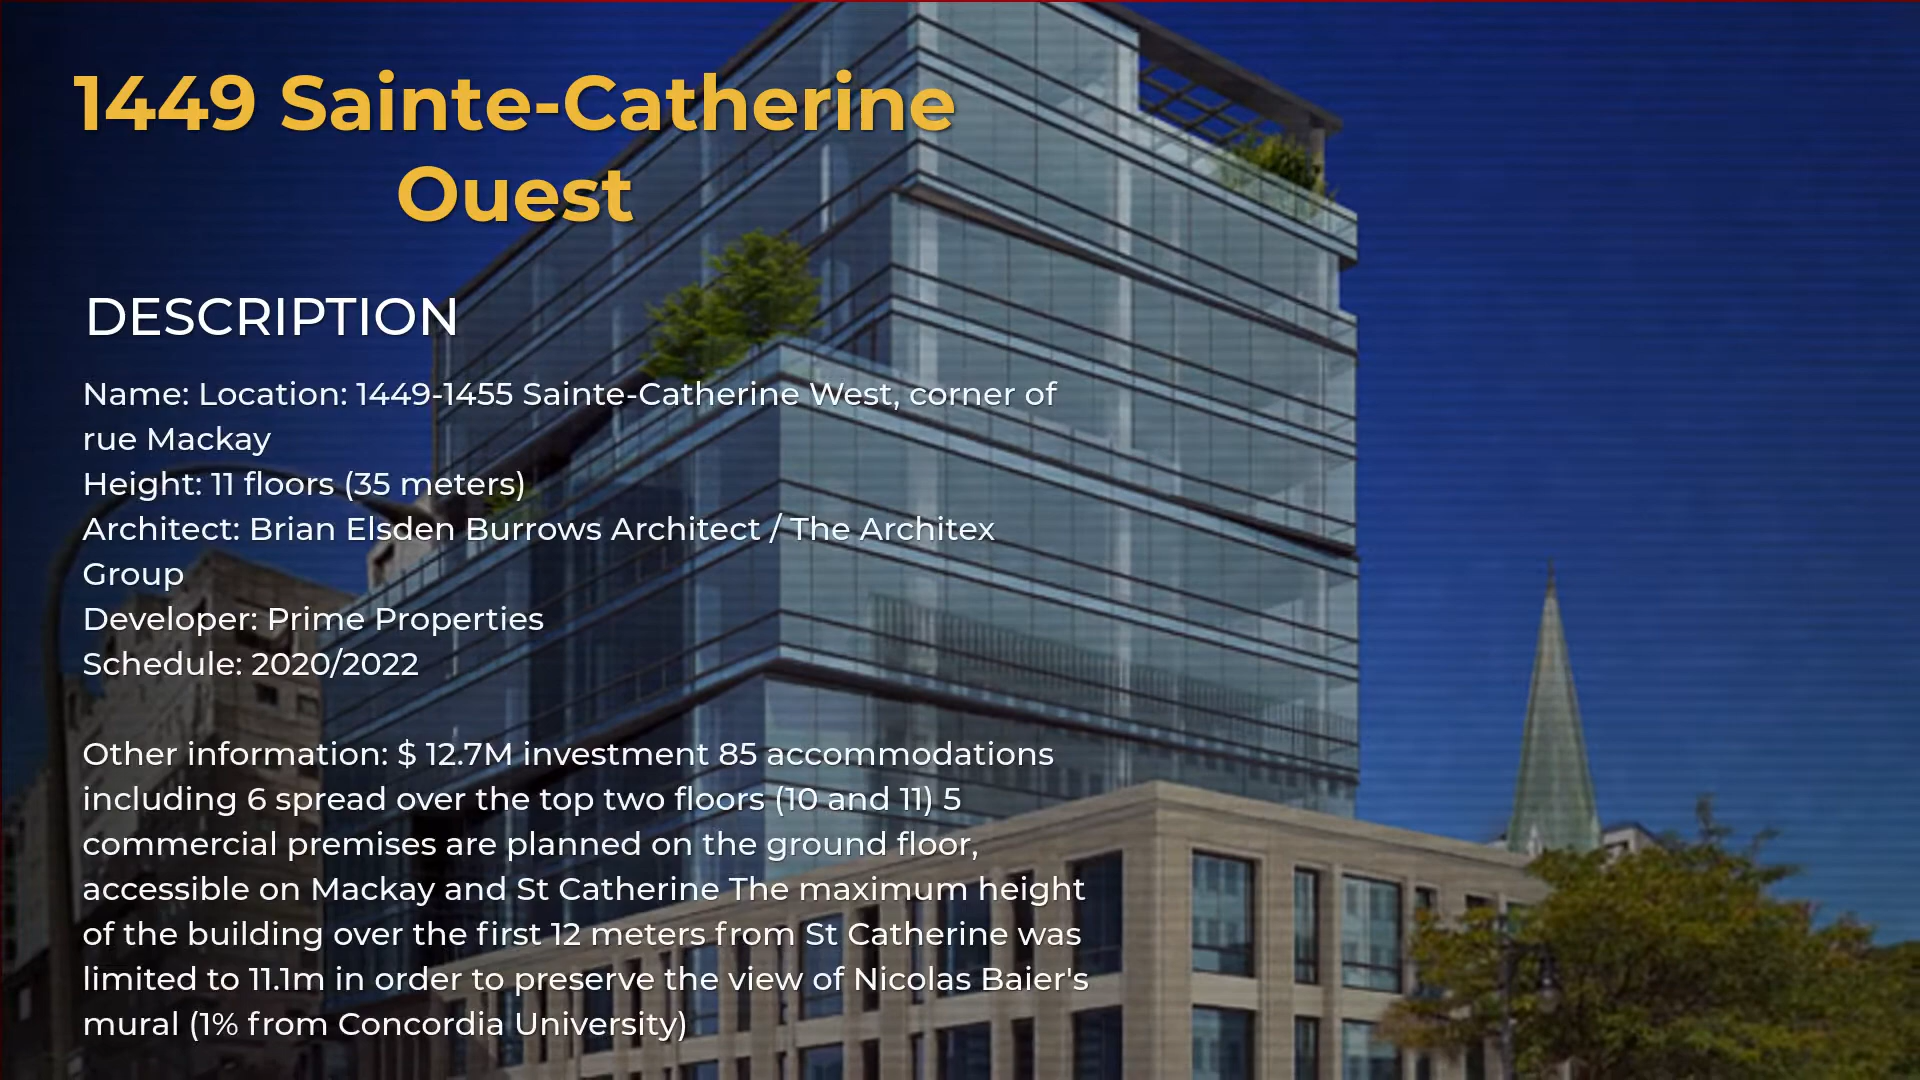 1449 Sainte-Catherine
Ouest
DESCRIPTION
Name: Location: 1449-1455 Sainte-Catherine West, corner of
rue Mackay
Height: 11 floors (35 meters)
Architect: Brian Elsden Burrows Architect / The Architex
Group
Developer: Prime Properties
Schedule: 2020/2022
Other information: $ 12.7M investment 85 accommodations
including 6 spread over the top two floors (10 and 11) 5
commercial premises are planned on the ground floor,
accessible on Mackay and St Catherine The maximum height
of the building over the first 12 meters from St Catherine was
limited to 11.1m in order to preserve the view of Nicolas Baier's
mural (1% from Concordia University)